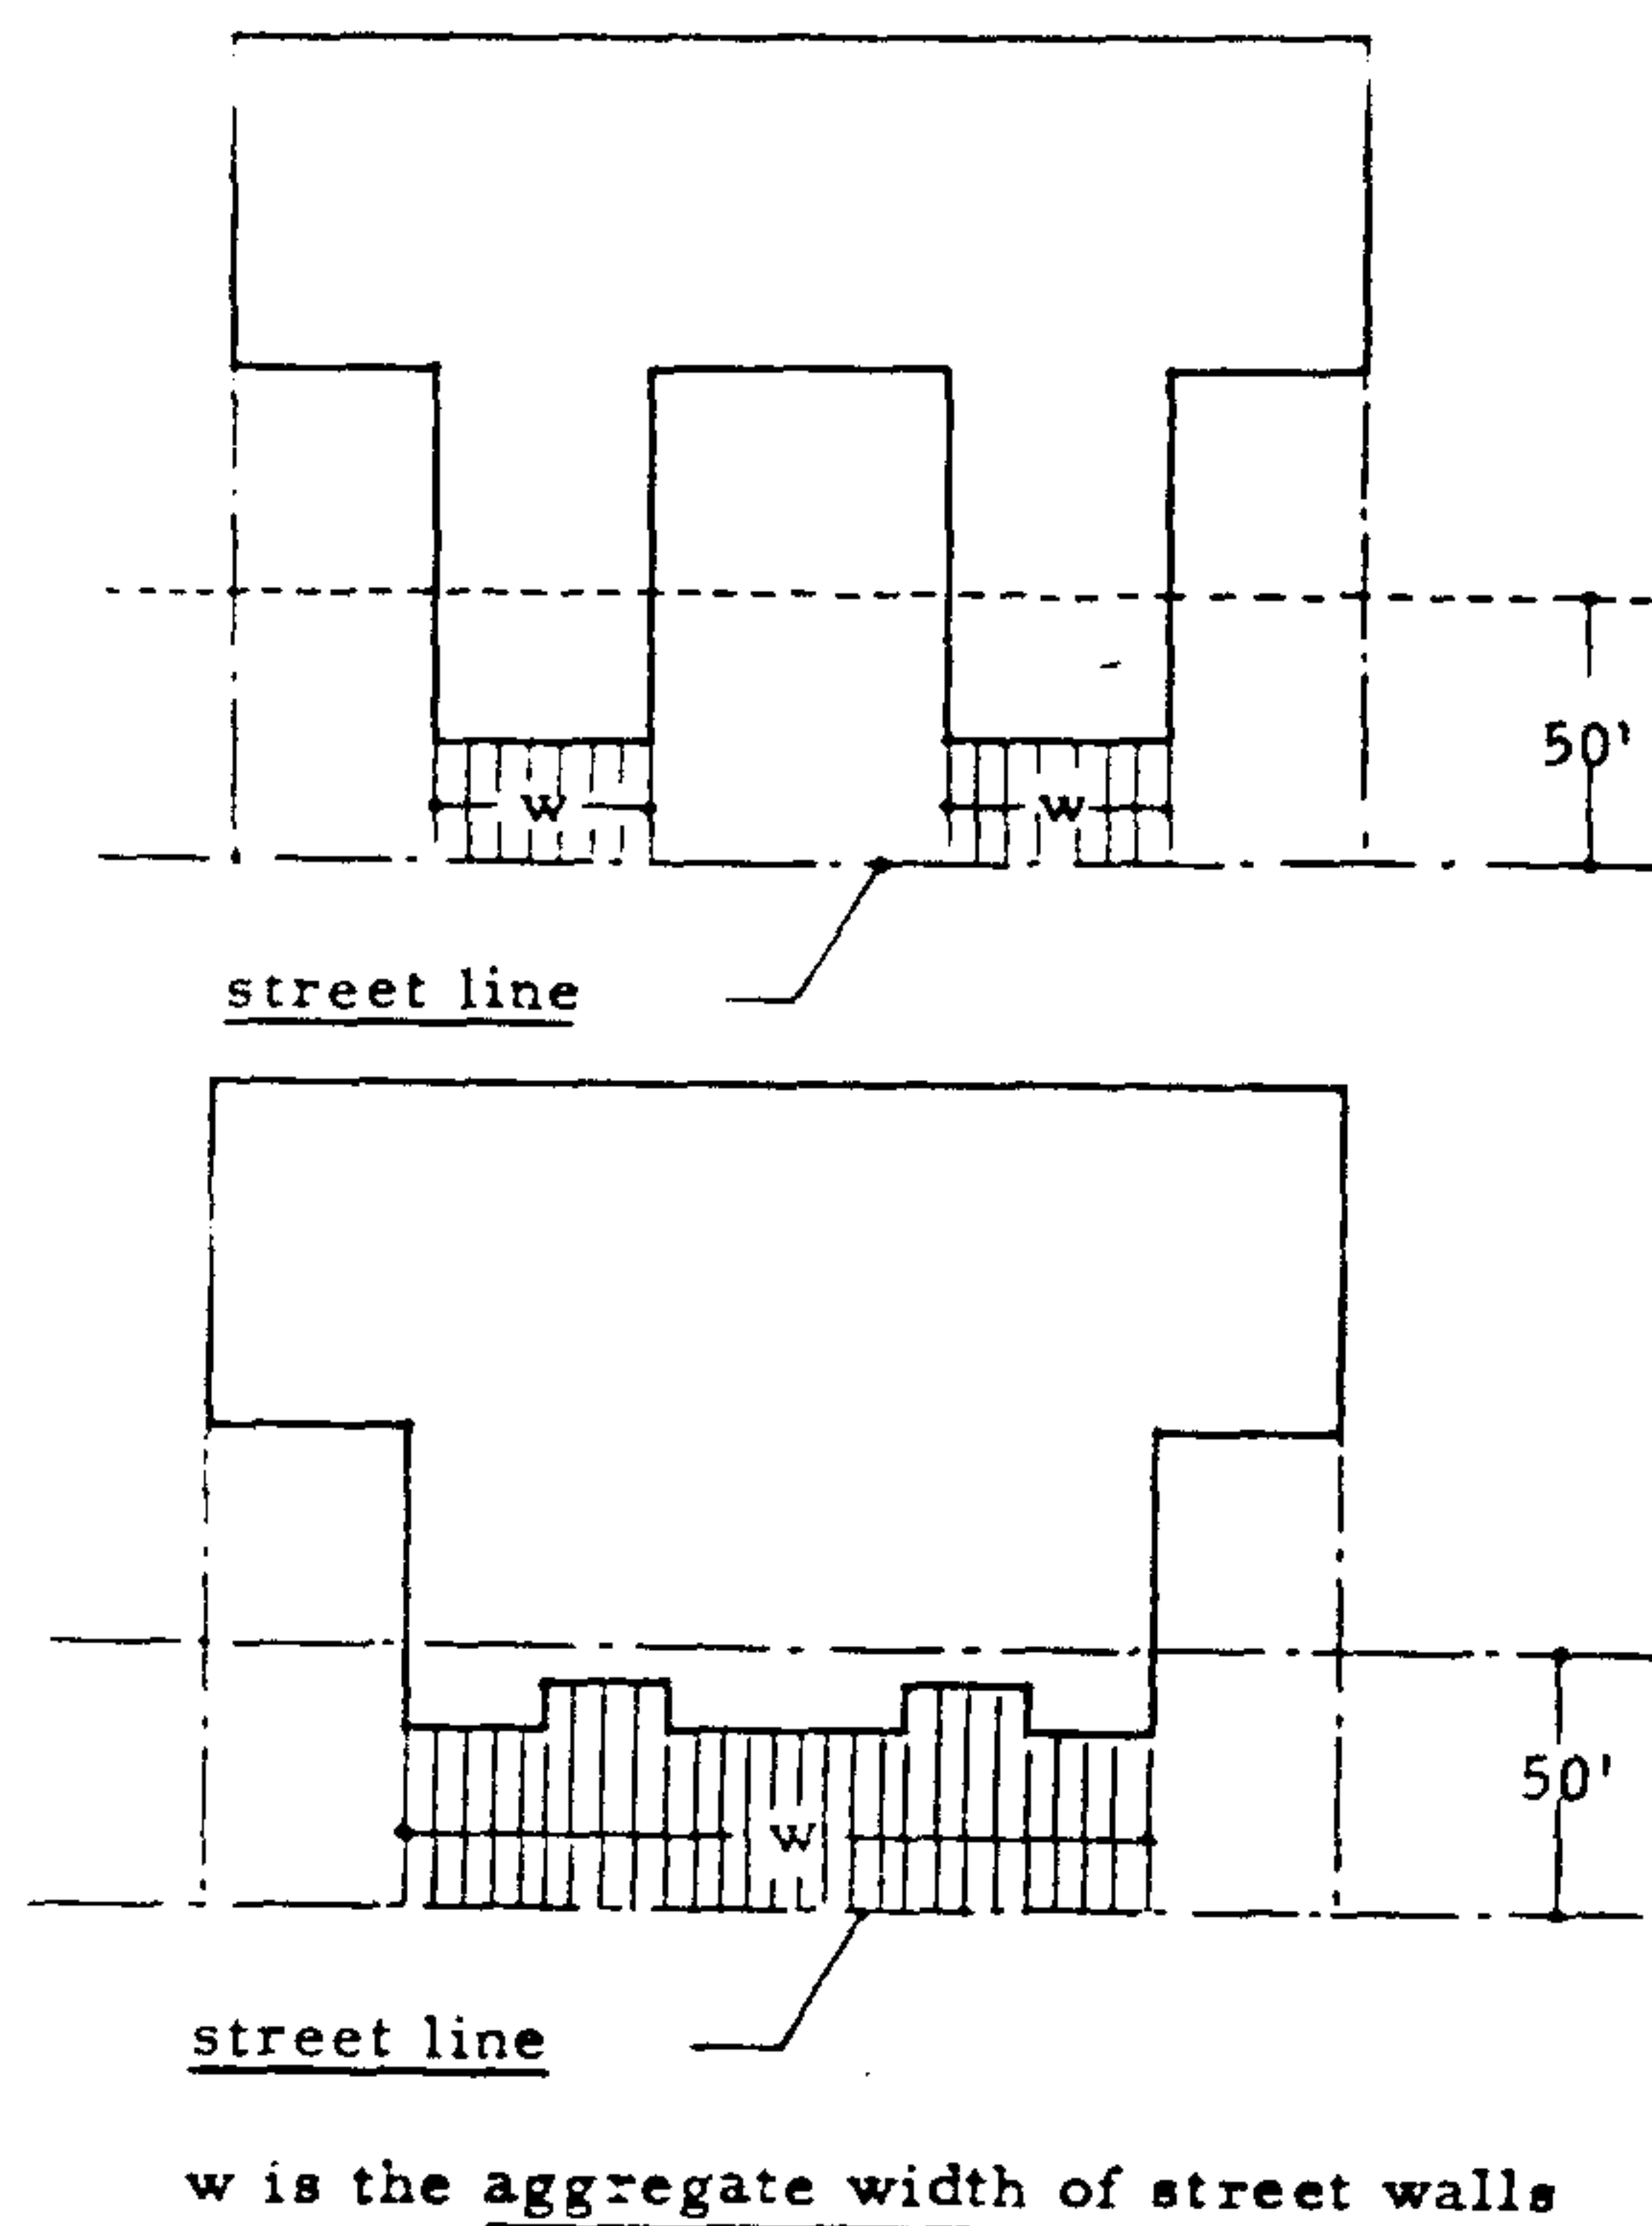 50'
w
w
street line
50'
w
street line
w is the aggregate width of street walls